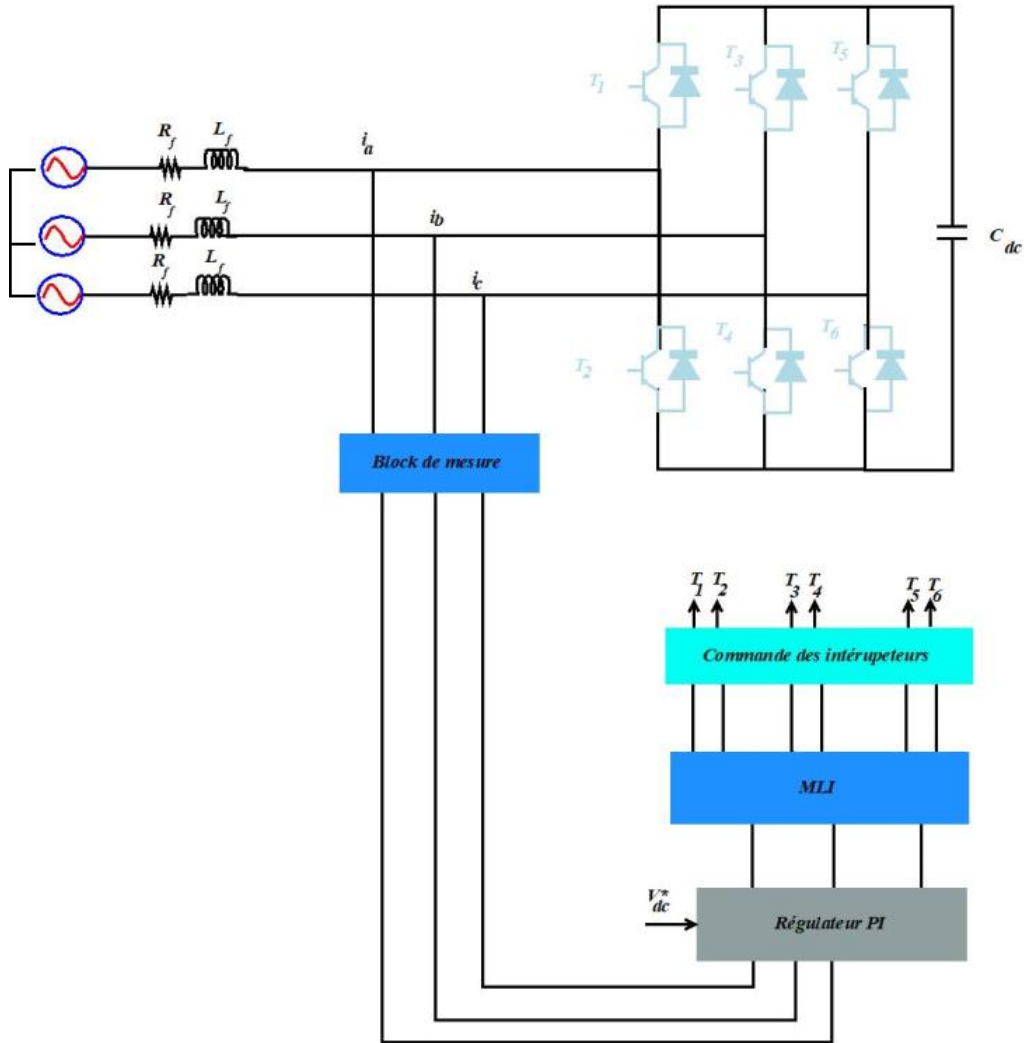 T1
T3
T5
Rf
Lf
ia
Rf
Lf
ib
Rf
Lf
ic
Cdc
T2
T4
T6
Block de mesure
T1 T2 T3 T4 T5 T6
Commande des intérupeteurs
MLI
V*dc
Régulateur PI